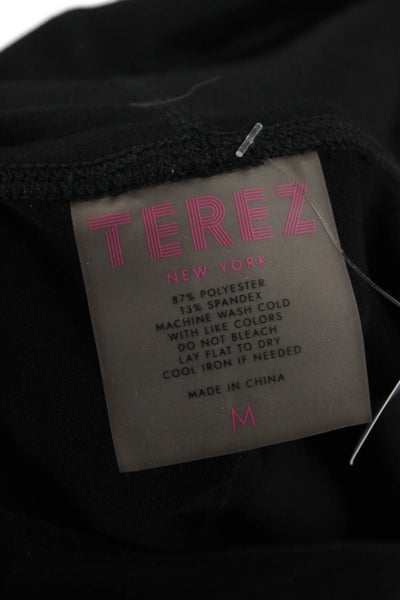 TEREZ
NEW YORK
87% POLYESTER
13% SPANDEX
MACHINE WASH COLD
WITH LIKE COLORS
DO NOT BLEACH
LAY FLAT TO DRY
COOL IRON IF NEEDED
MADE IN CHINA
M